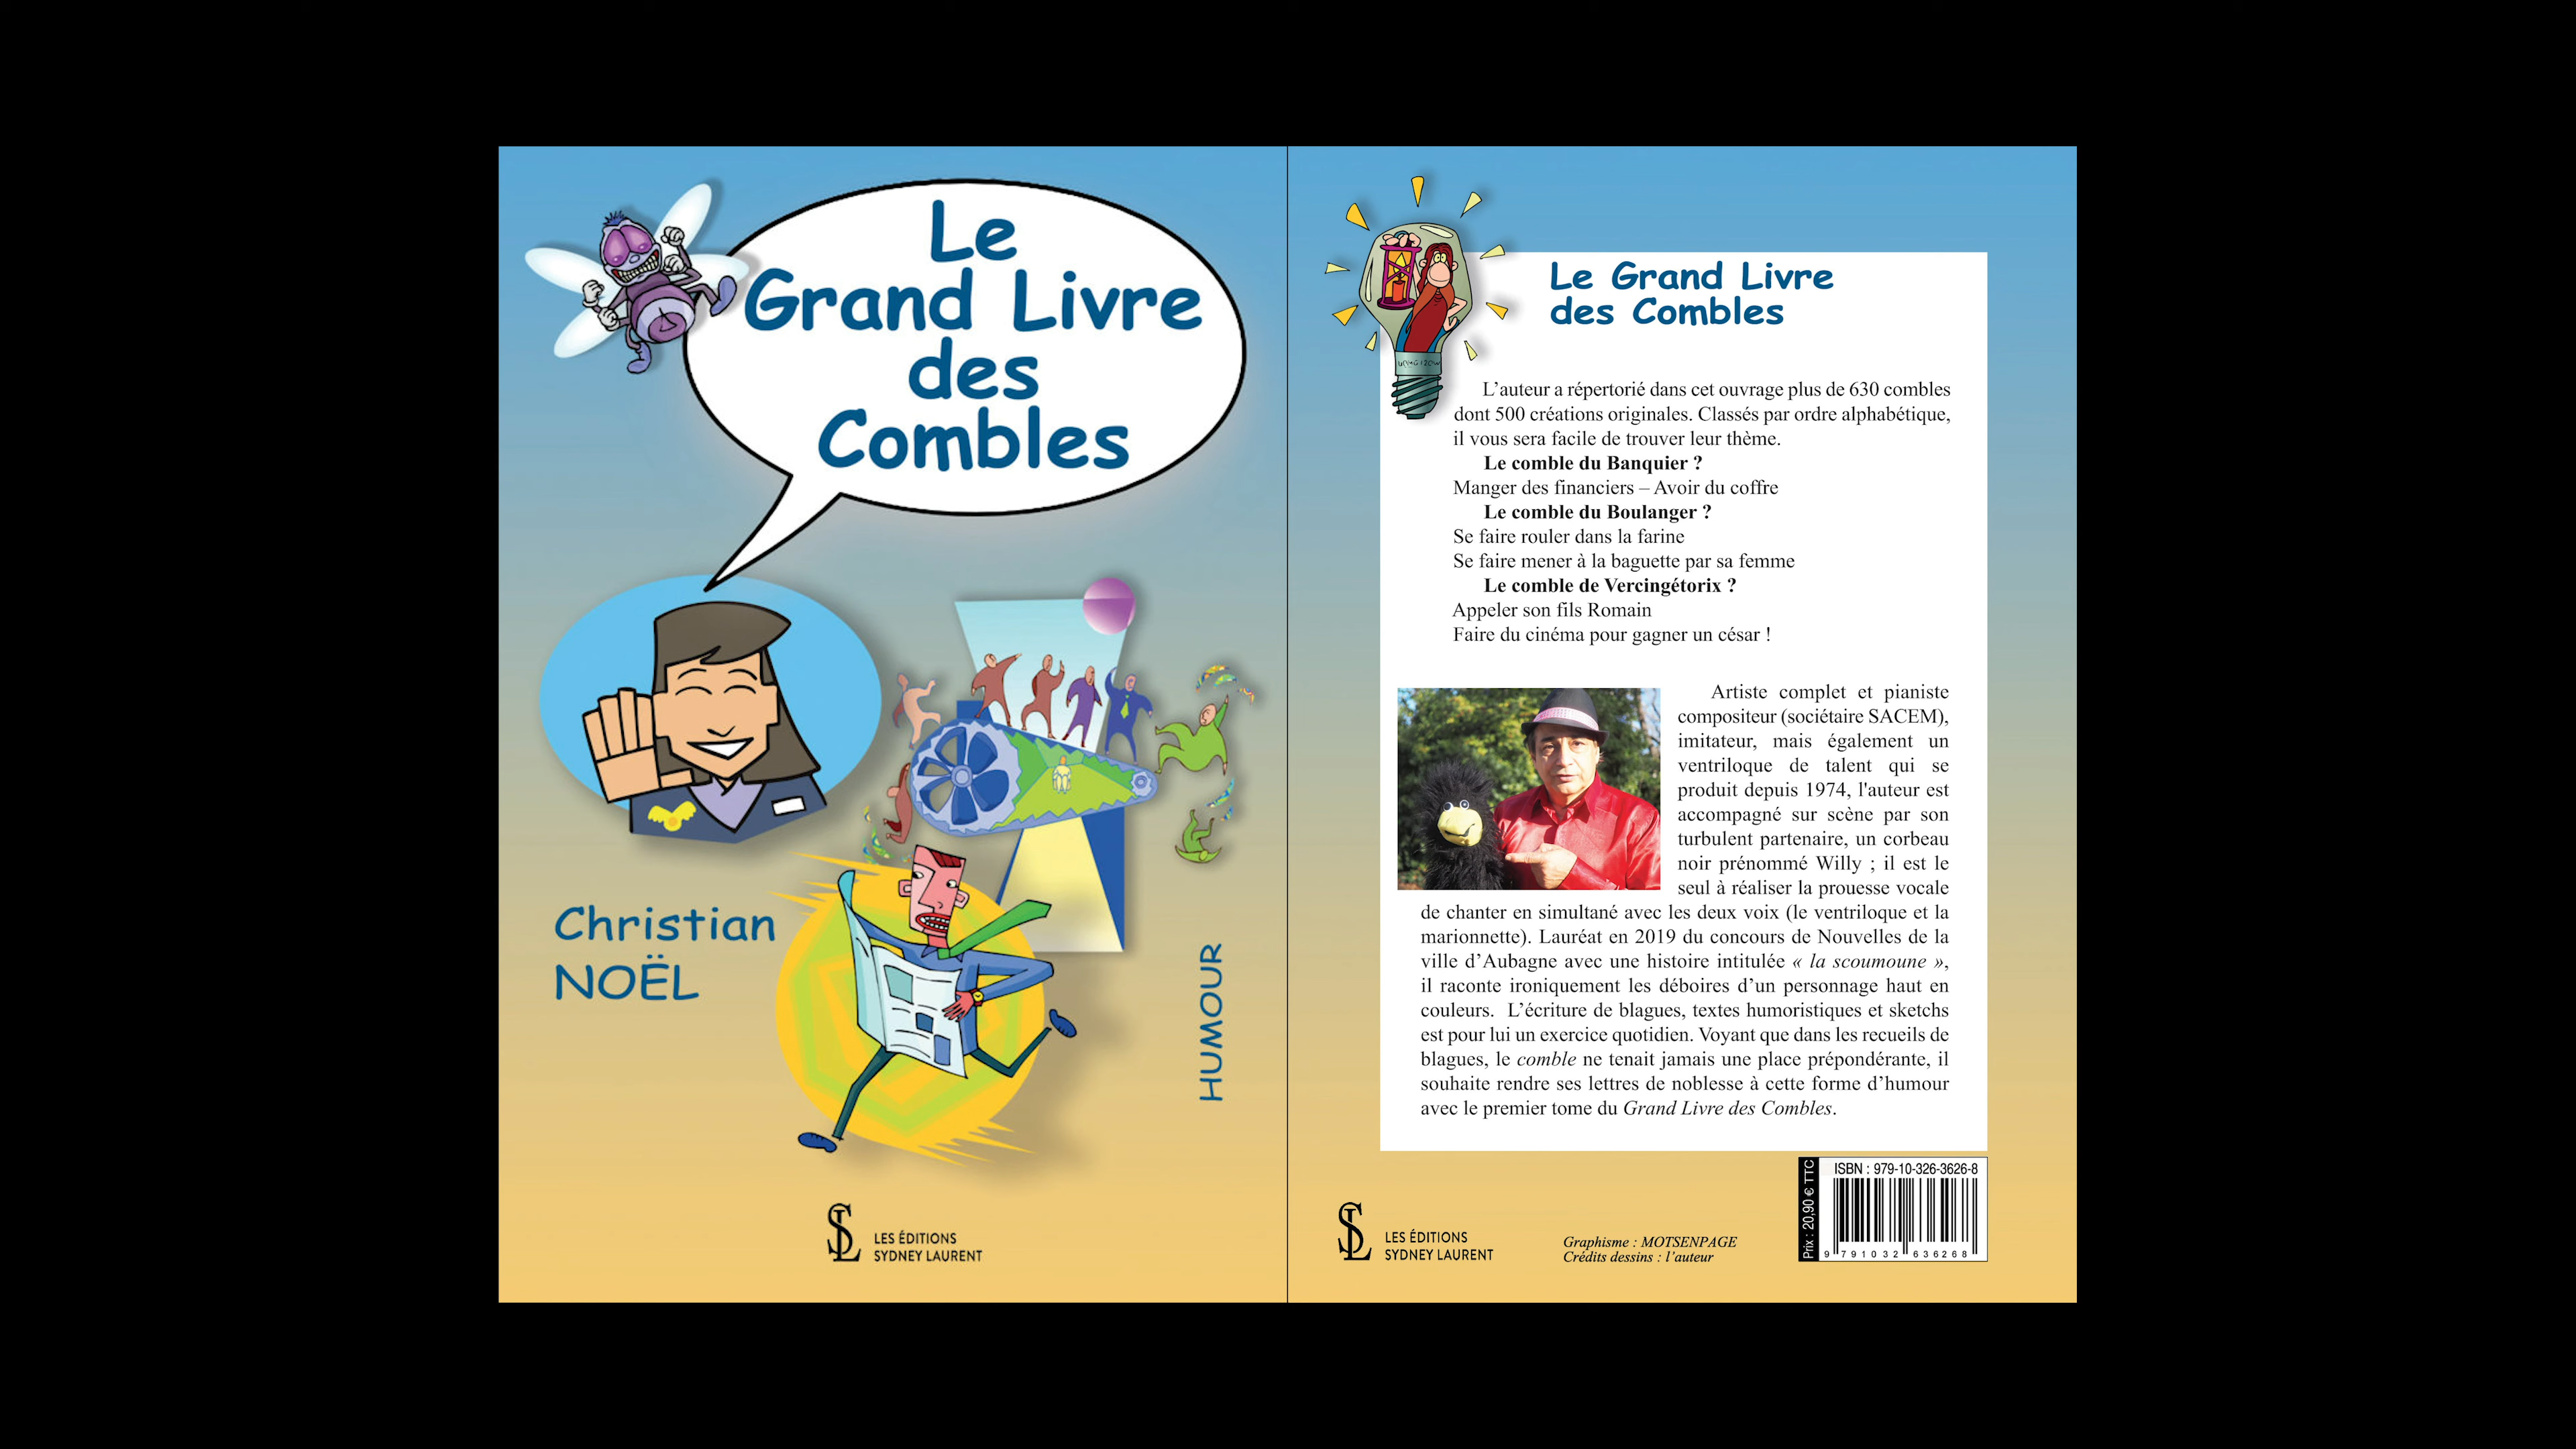 Le
Grand Livre
des
Combles
Christian
NOËL
HUMOUR
SL
LES ÉDITIONS
SYDNEY LAURENT
Le Grand Livre
des Combles
L'auteur a répertorié dans cet ouvrage plus de 630 combles
dont 500 créations originales. Classés par ordre alphabétique,
il vous sera facile de trouver leur thème.
Le comble du Banquier ?
Manger des financiers – Avoir du coffre
Le comble du Boulanger ?
Se faire rouler dans la farine
Se faire mener à la baguette par sa femme
Le comble de Vercingétorix ?
Appeler son fils Romain
Faire du cinéma pour gagner un césar !
Artiste complet et pianiste
compositeur (sociétaire SACEM),
imitateur, mais également un
ventriloque de talent qui se
produit depuis 1974, l'auteur est
accompagné sur scène par son
turbulent partenaire, un corbeau
noir prénommé Willy ; il est le
seul à réaliser la prouesse vocale
de chanter en simultané avec les deux voix (le ventriloque et la
marionnette). Lauréat en 2019 du concours de Nouvelles de la
ville d'Aubagne avec une histoire intitulée « la scoumoune »,
il raconte ironiquement les déboires d'un personnage haut en
couleurs. L'écriture de blagues, textes humoristiques et sketchs
est pour lui un exercice quotidien. Voyant que dans les recueils de
blagues, le comble ne tenait jamais une place prépondérante, il
souhaite rendre ses lettres de noblesse à cette forme d'humour
avec le premier tome du Grand Livre des Combles.
SL
LES ÉDITIONS
SYDNEY LAURENT
Graphisme : MOTSENPAGE
Crédits dessins : l'auteur
Prix : 20,90 € TTC
ISBN : 979-10-326-3626-8
9 791032 636268